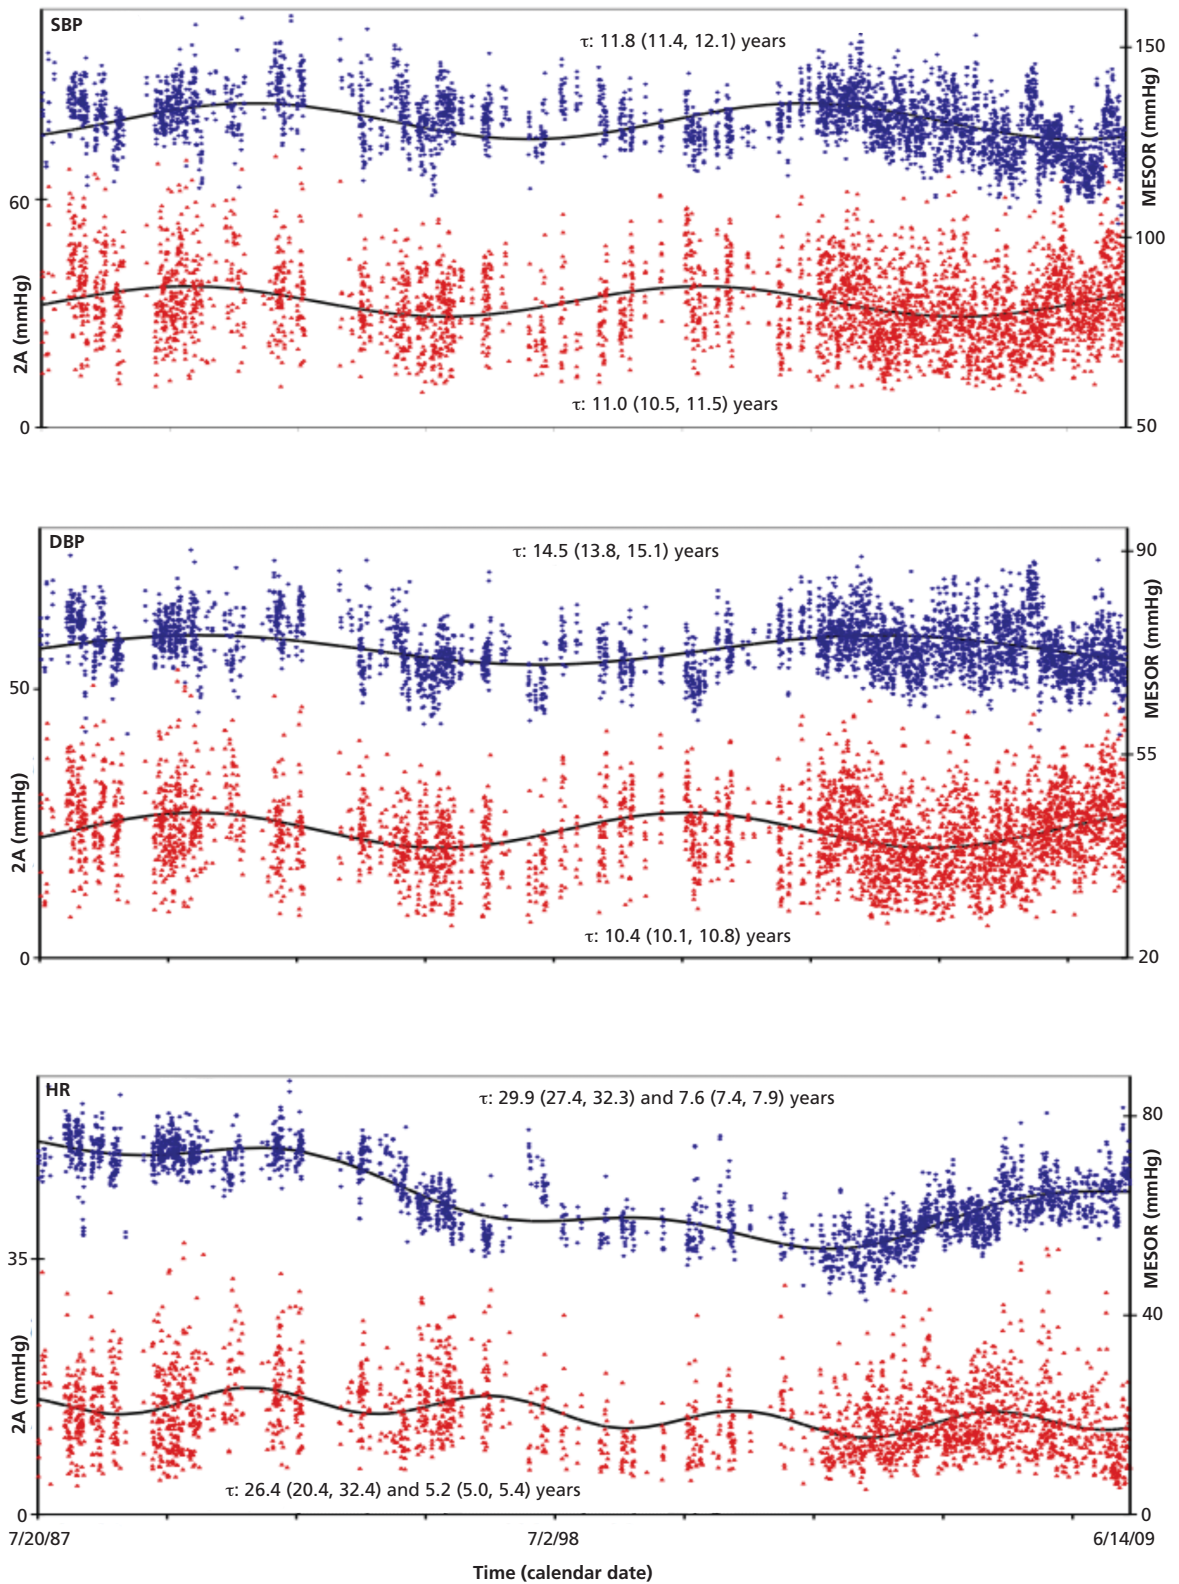 SBP
τ: 11.8 (11.4, 12.1) years
150
MESOR (mmHg)
60
100
2A (mmHg)
τ: 11.0 (10.5, 11.5) years
0
50
DBP
τ: 14.5 (13.8, 15.1) years
90
MESOR (mmHg)
50
55
2A (mmHg)
τ: 10.4 (10.1, 10.8) years
0
20
HR
τ: 29.9 (27.4, 32.3) and 7.6 (7.4, 7.9) years
80
MESOR (mmHg)
35
40
2A (mmHg)
τ: 26.4 (20.4, 32.4) and 5.2 (5.0, 5.4) years
0
0
7/20/87
7/2/98
6/14/09
Time (calendar date)